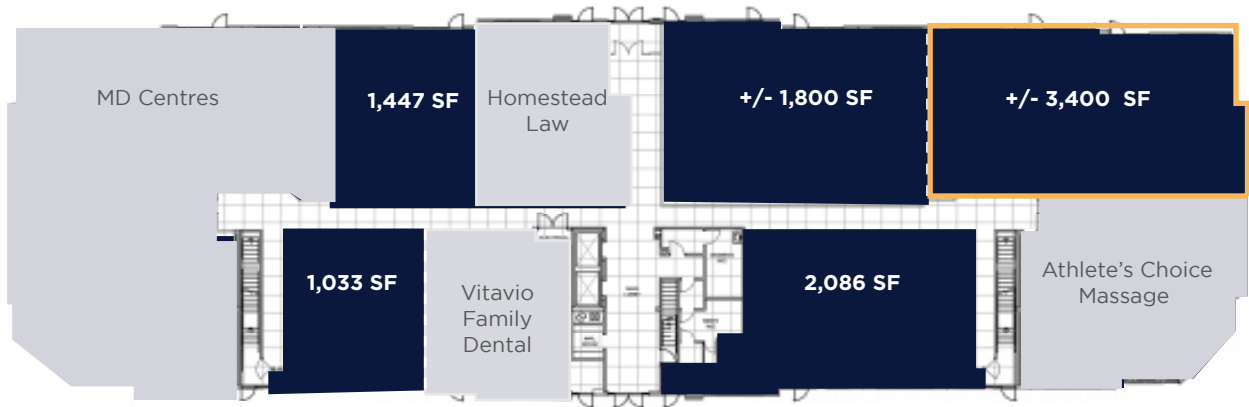 MD Centres
1,447 SF
Homestead
Law
+/- 1,800 SF
+/- 3,400 SF
1,033 SF
Vitavio
Family
Dental
2,086 SF
Athlete's Choice
Massage